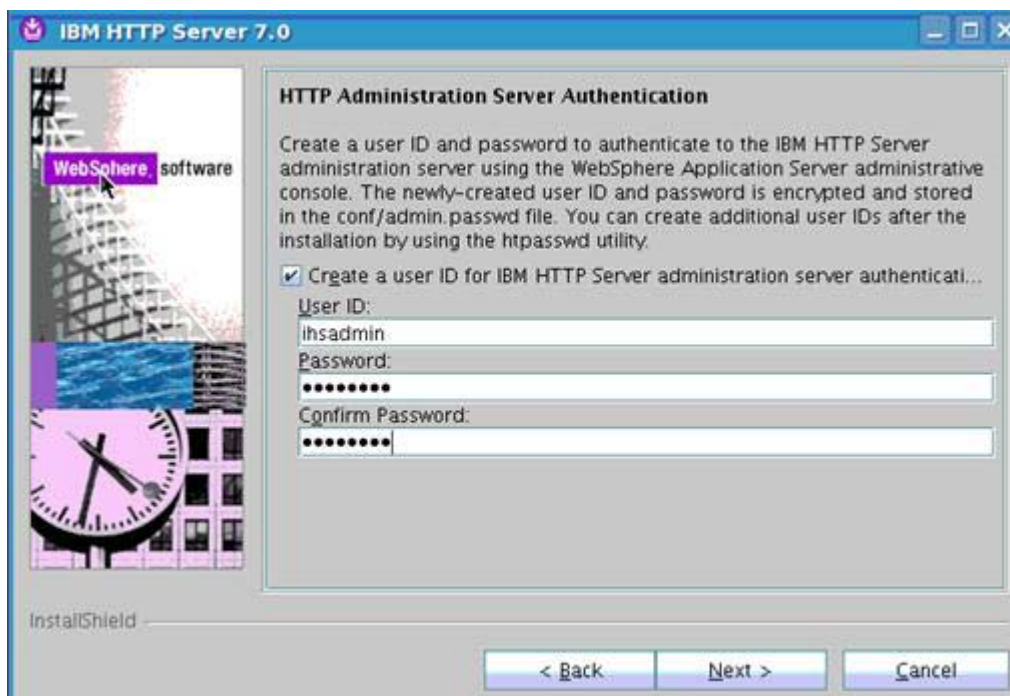 IBM HTTP Server 7.0
WebSphere software
HTTP Administration Server Authentication
Create a user ID and password to authenticate to the IBM HTTP Server
administration server using the WebSphere Application Server administrative
console. The newly-created user ID and password is encrypted and stored
in the conf/admin.passwd file. You can create additional user IDs after the
installation by using the htpasswd utility.
Create a user ID for IBM HTTP Server administration server authenticati...
User ID:
ihsadmin
Password:
••••••••
Confirm Password:
••••••••
InstallShield
< Back
Next >
Cancel